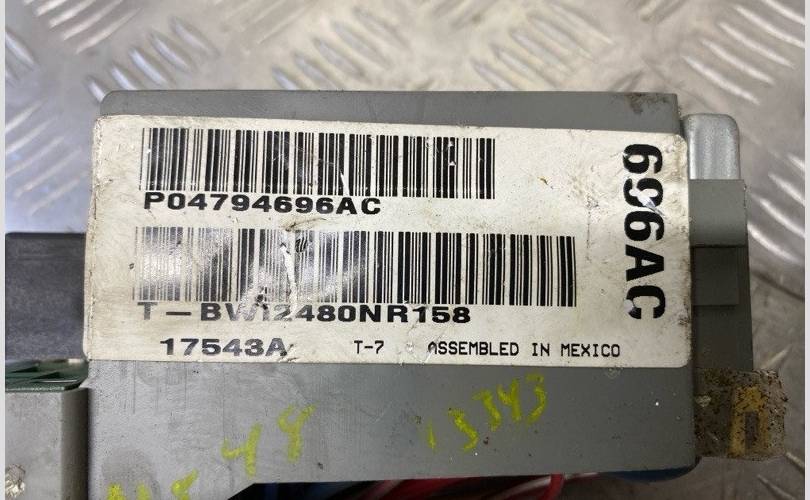 P04794696AC
T-BW12480NR158
17543A T-7 ASSEMBLED IN MEXICO
696AC
13343